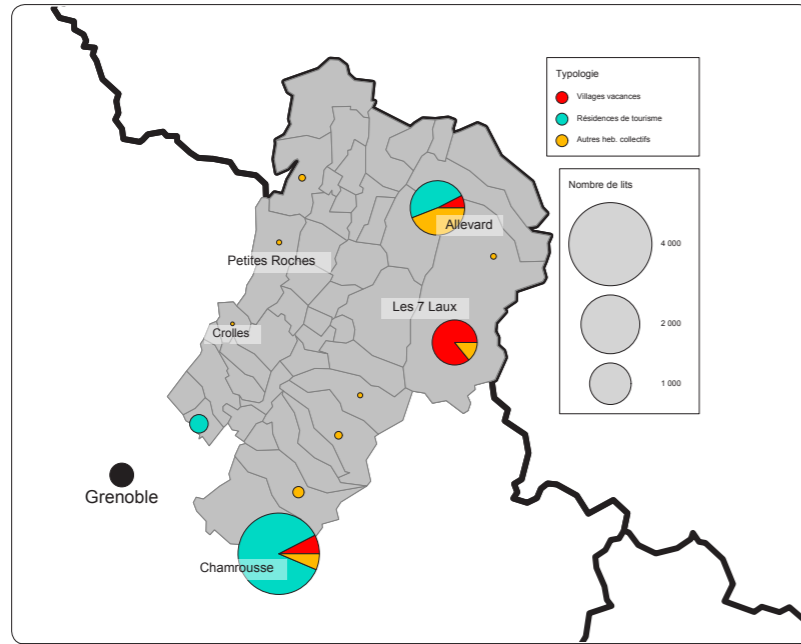 Typologie
Villages vacances
Résidences de tourisme
Autres heb. collectifs
Nombre de lits
4 000
2 000
1 000
Allevard
Petites Roches
Les 7 Laux
Crolles
Grenoble
Chamrousse